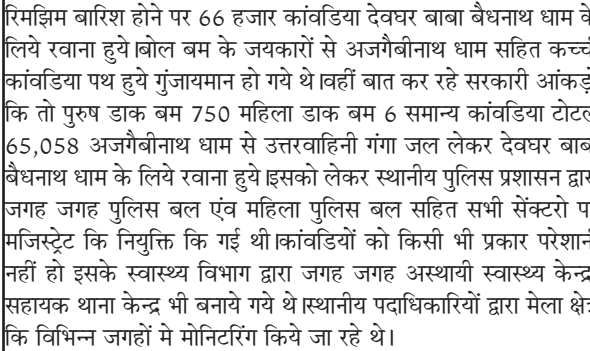 रिमझिम बारिश होने पर 66 हजार कांवडिया देवघर बाबा बैधनाथ धाम के
लिये रवाना हुये।बोल बम के जयकारों से अजगैबीनाथ धाम सहित कच्ची
कांवडिया पथ हुये गुंजायमान हो गये थे।वहीं बात कर रहे सरकारी आंकड़े
कि तो पुरुष डाक बम 750 महिला डाक बम 6 समान्य कांवडिया टोटल
65,058 अजगैबीनाथ धाम से उत्तरवाहिनी गंगा जल लेकर देवघर बाबा
बैधनाथ धाम के लिये रवाना हुये।इसको लेकर स्थानीय पुलिस प्रशासन द्वारा
जगह जगह पुलिस बल एंव महिला पुलिस बल सहित सभी सेंक्टरो प
मजिस्ट्रेट कि नियुक्ति कि गई थी।कांवडियों को किसी भी प्रकार परेशानी
नहीं हो इसके स्वास्थ्य विभाग द्वारा जगह जगह अस्थायी स्वास्थ्य केन्द्र
सहायक थाना केन्द्र भी बनाये गये थे।स्थानीय पदाधिकारियों द्वारा मेला क्षेत्र
कि विभिन्न जगहों मे मोनिटरिंग किये जा रहे थे।